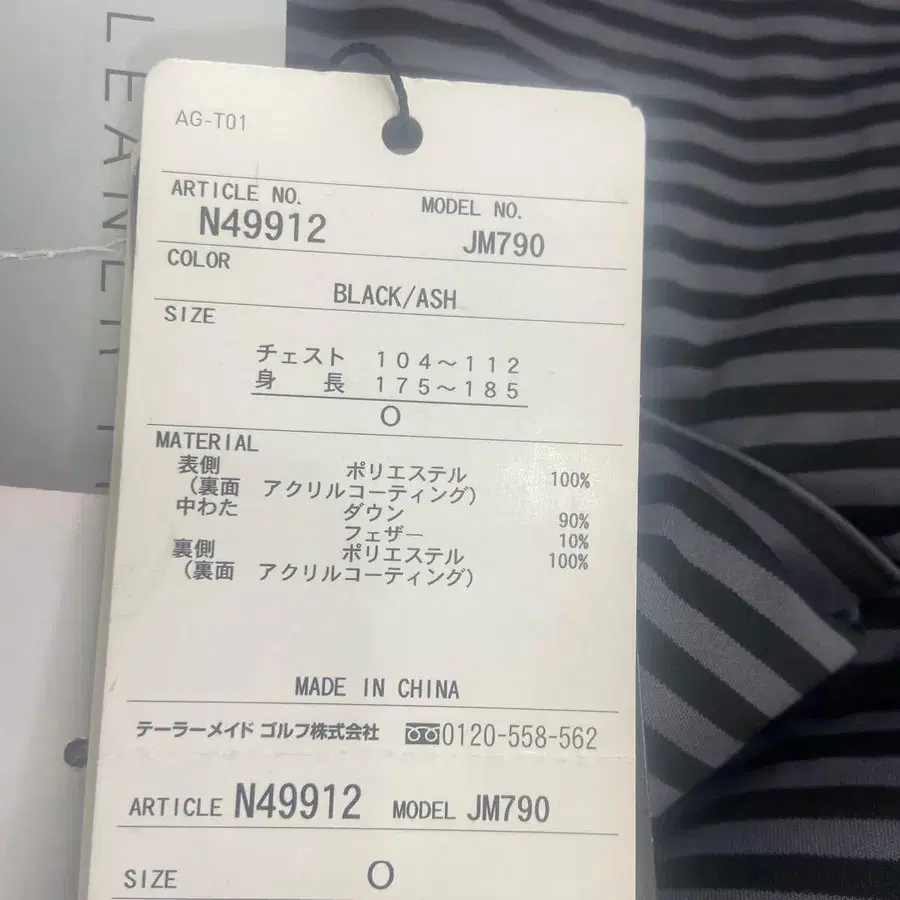 AG-T01
ARTICLE NO. MODEL NO.
N49912 JM790
COLOR
BLACK/ASH
SIZE
チェスト 104～112
身 長 175～185
O
MATERIAL
表側 ポリエステル 100%
(裏面 アクリルコーティング)
中わた ダウン 90%
フェザー 10%
裏側 ポリエステル 100%
(裏面 アクリルコーティング)
MADE IN CHINA
テーラーメイド ゴルフ株式会社 0120-558-562
ARTICLE N49912 MODEL JM790
SIZE O